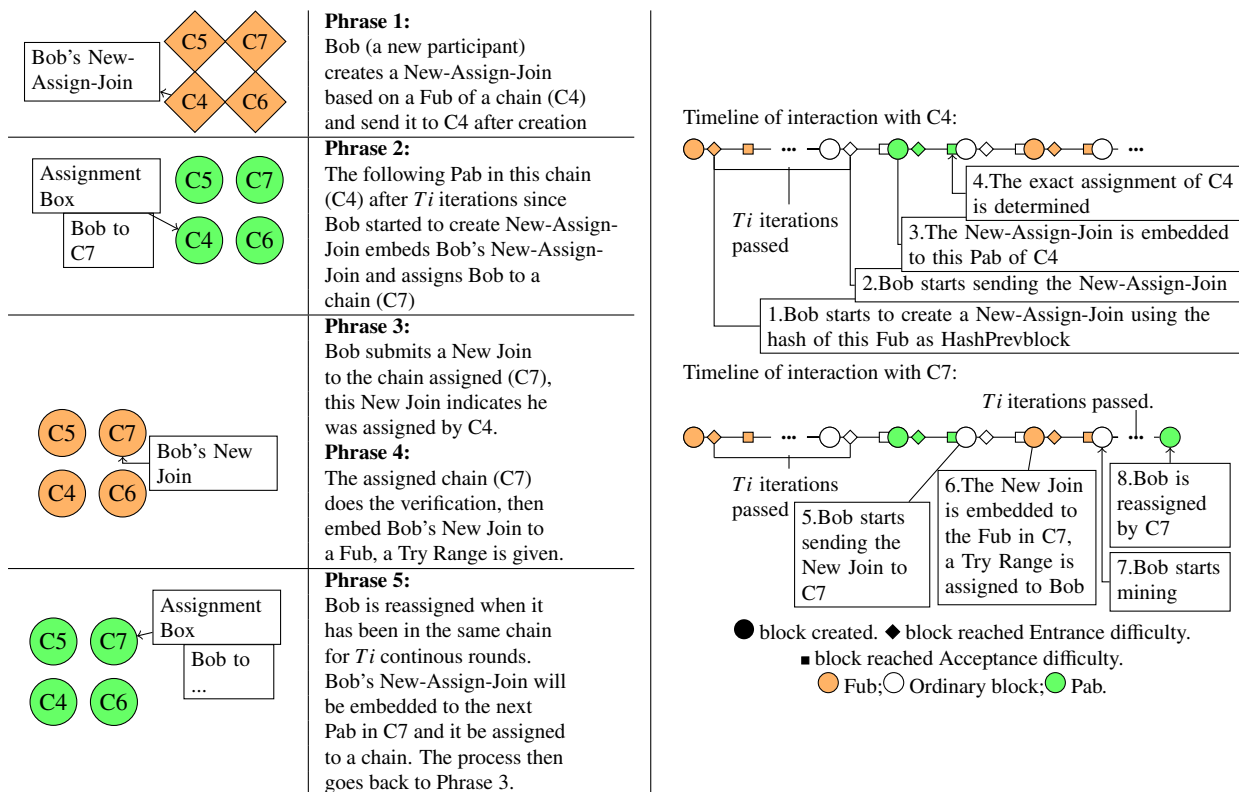 C5
C7
C4
C6
Bob's New-
Assign-Join
Phrase 1:
Bob (a new participant)
creates a New-Assign-Join
based on a Fub of a chain (C4)
and send it to C4 after creation
Assignment
Box
Bob to
C7
C5
C7
C4
C6
Phrase 2:
The following Pab in this chain
(C4) after Ti iterations since
Bob started to create New-Assign-
Join embeds Bob's New-Assign-
Join and assigns Bob to a
chain (C7)
C5
C7
C4
C6
Bob's New
Join
Phrase 3:
Bob submits a New Join
to the chain assigned (C7),
this New Join indicates he
was assigned by C4.
Phrase 4:
The assigned chain (C7)
does the verification, then
embed Bob's New Join to
a Fub, a Try Range is given.
C5
C7
C4
C6
Assignment
Box
Bob to
...
Phrase 5:
Bob is reassigned when it
has been in the same chain
for Ti continous rounds.
Bob's New-Assign-Join will
be embedded to the next
Pab in C7 and it be assigned
to a chain. The process then
goes back to Phrase 3.
Timeline of interaction with C4:
...
...
Ti iterations
passed
4.The exact assignment of C4
is determined
3.The New-Assign-Join is embedded
to this Pab of C4
2.Bob starts sending the New-Assign-Join
1.Bob starts to create a New-Assign-Join using the
hash of this Fub as HashPrevblock
Timeline of interaction with C7:
Ti iterations passed.
...
...
Ti iterations
passed
5.Bob starts
sending the
New Join to
C7
6.The New Join
is embedded to
the Fub in C7,
a Try Range is
assigned to Bob
8.Bob is
reassigned
by C7
7.Bob starts
mining
block created. block reached Entrance difficulty.
block reached Acceptance difficulty.
Fub; Ordinary block; Pab.